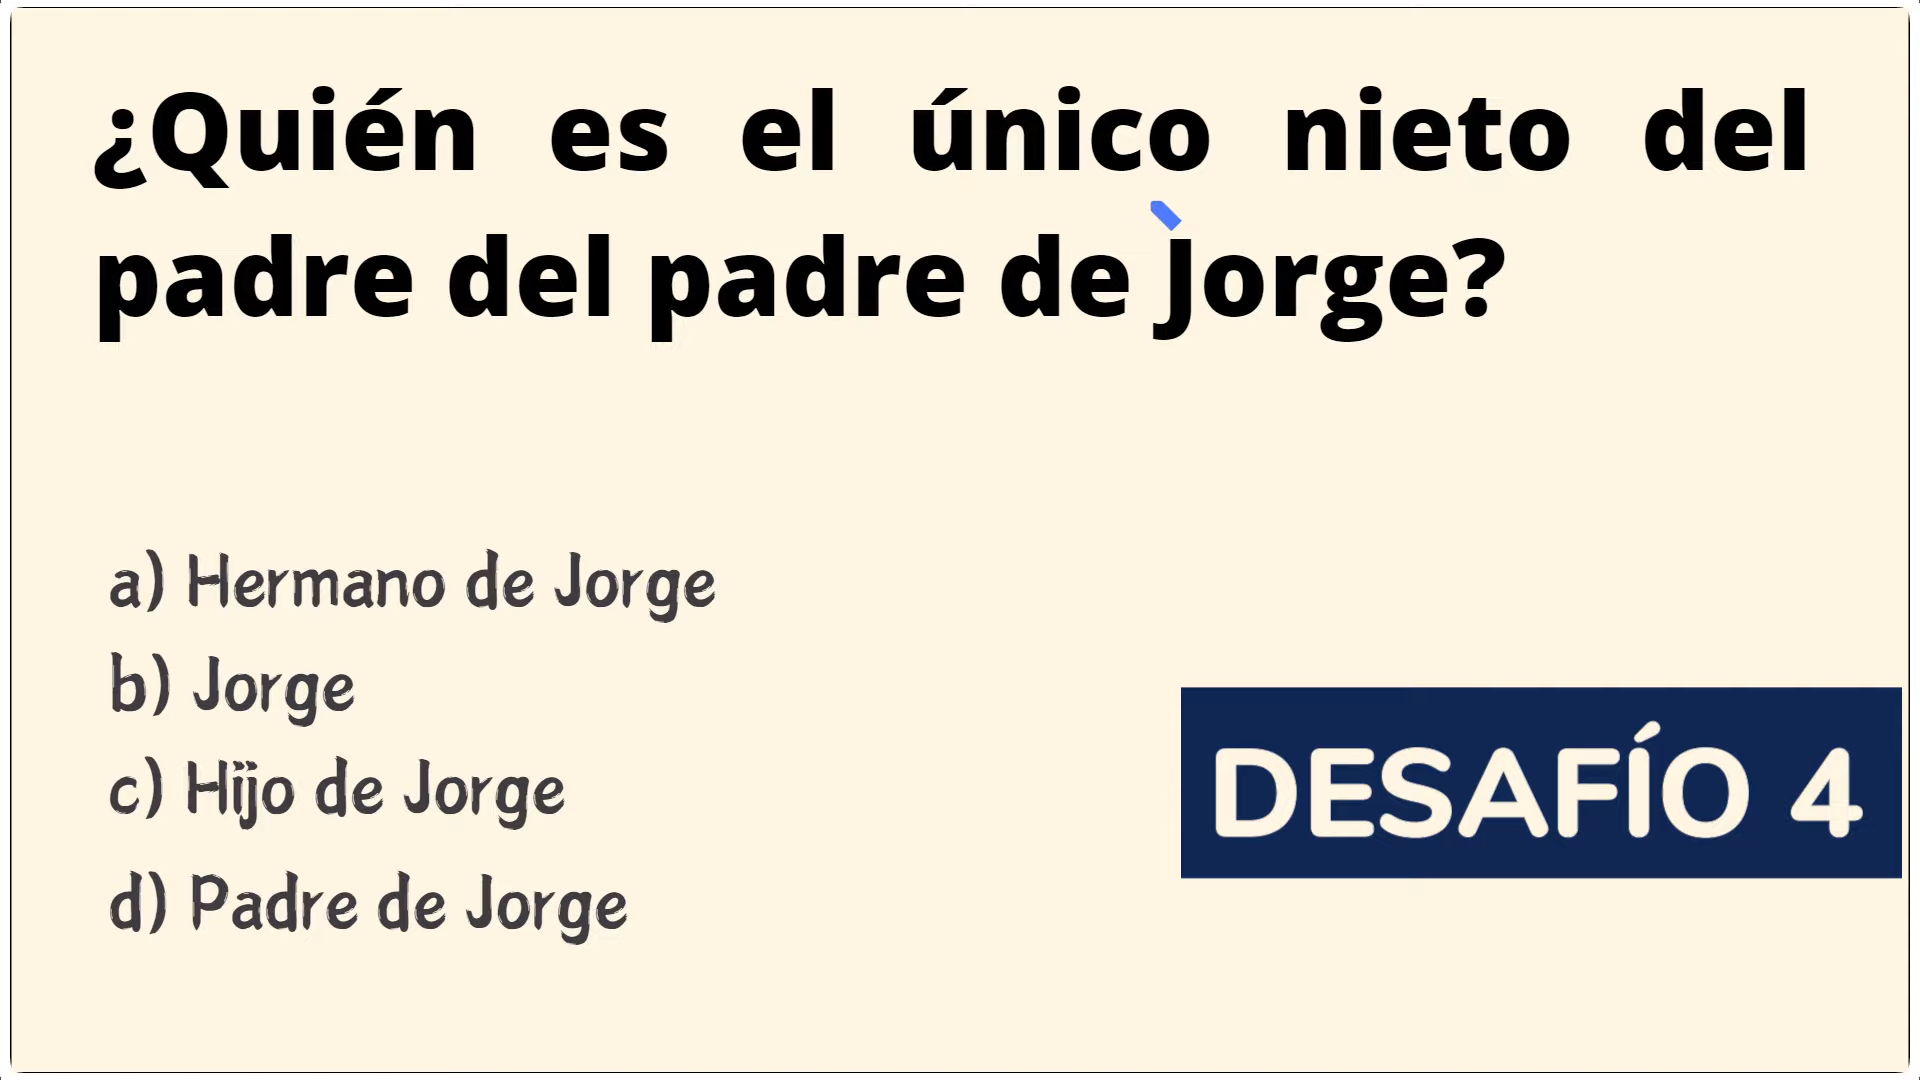 ¿Quién es el único nieto del
padre del padre de Jorge?
a) Hermano de Jorge
b) Jorge
c) Hijo de Jorge
d) Padre de Jorge
DESAFÍO 4